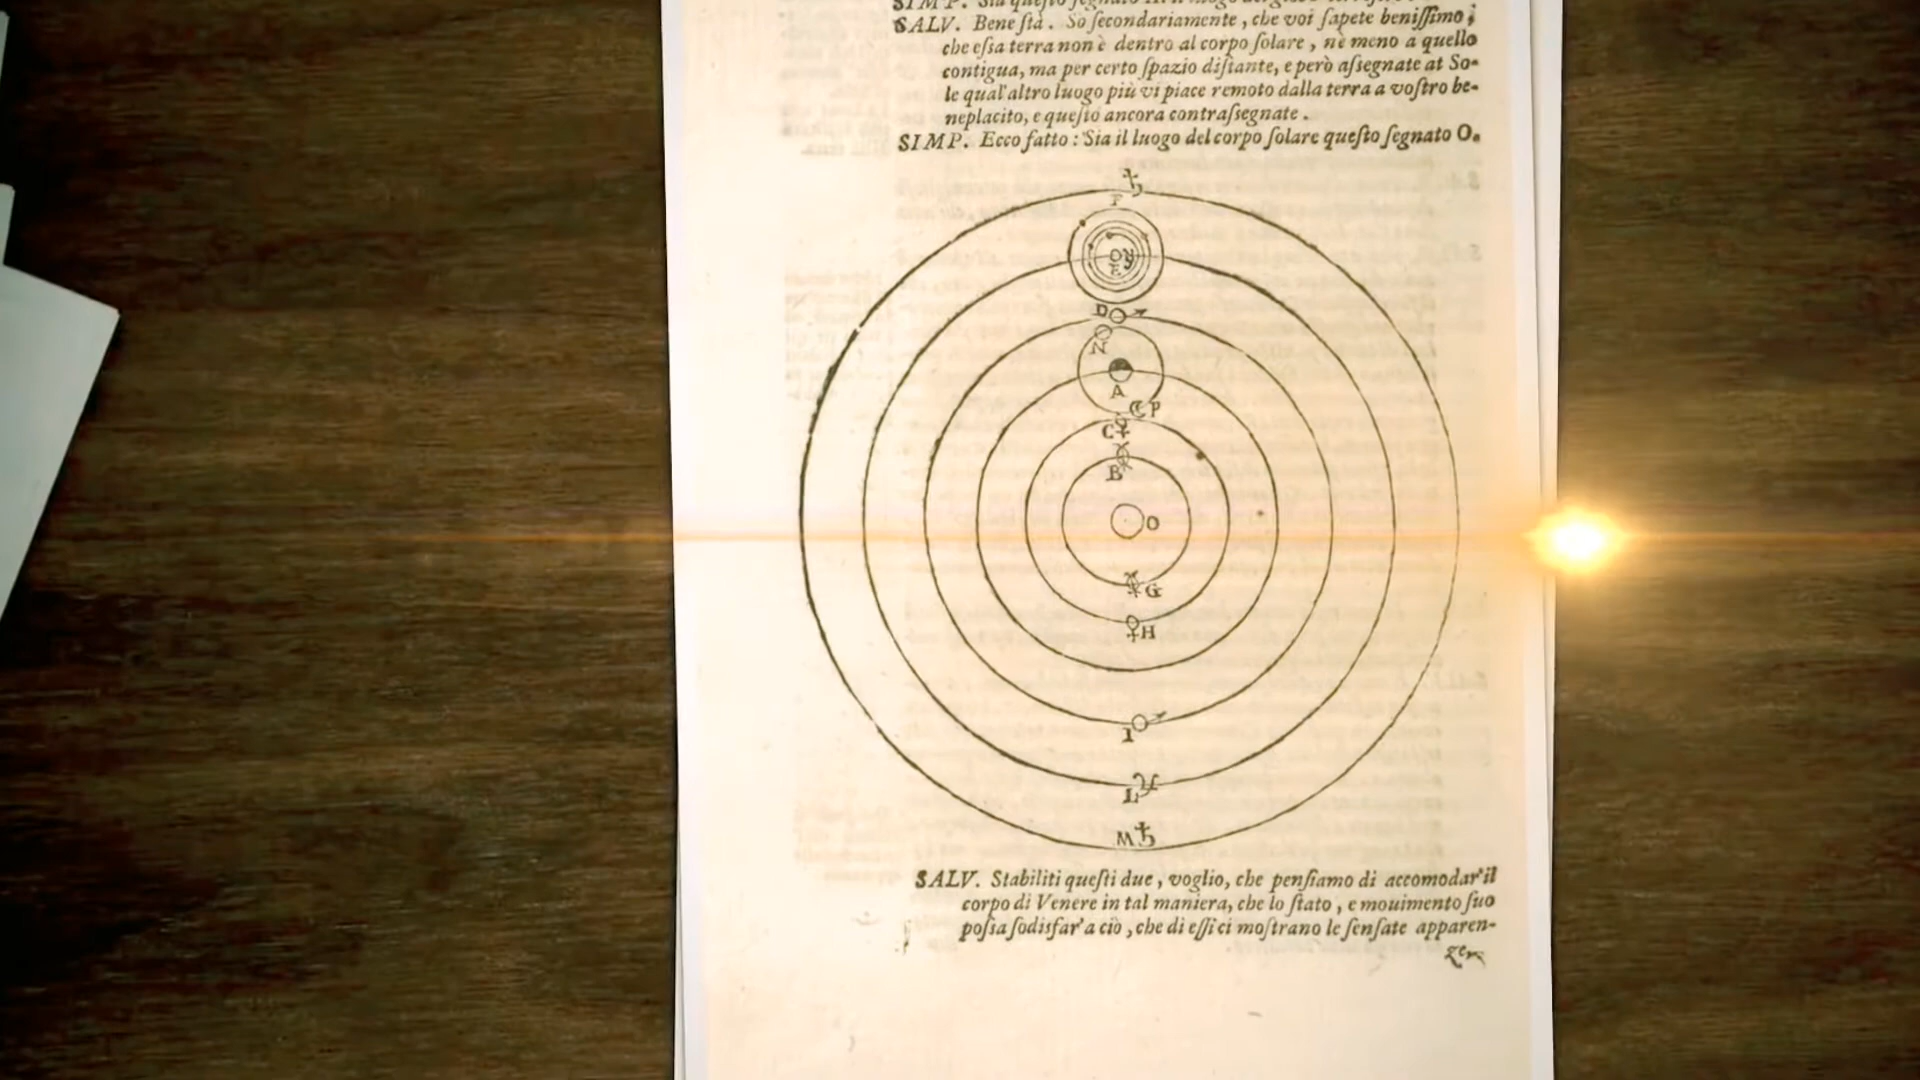 SALV. Bene ſtà. So ſecondariamente, che voi ſapete beniſſimo;
che eſsa terra non è dentro al corpo ſolare, nè meno a quello
contigua, ma per certo ſpazio diſtante, e però aſsegnate at So-
le qual'altro luogo più vi piace remoto dalla terra a voſtro be-
neplacito, e queſto ancora contraſsegnate.
SIMP. Ecco fatto: Sia il luogo del corpo ſolare queſto ſegnato O.
♄
F
E
D
N
A
☾ P
C ♀
B
O
G
H
I
L ♃
M ♄
SALV. Stabiliti queſti due, voglio, che penſiamo di accomodar'il
corpo di Venere in tal maniera, che lo ſtato, e mouimento ſuo
poſsa ſodisfar' a ciò, che di eſſi ci moſtrano le ſenſate apparen-